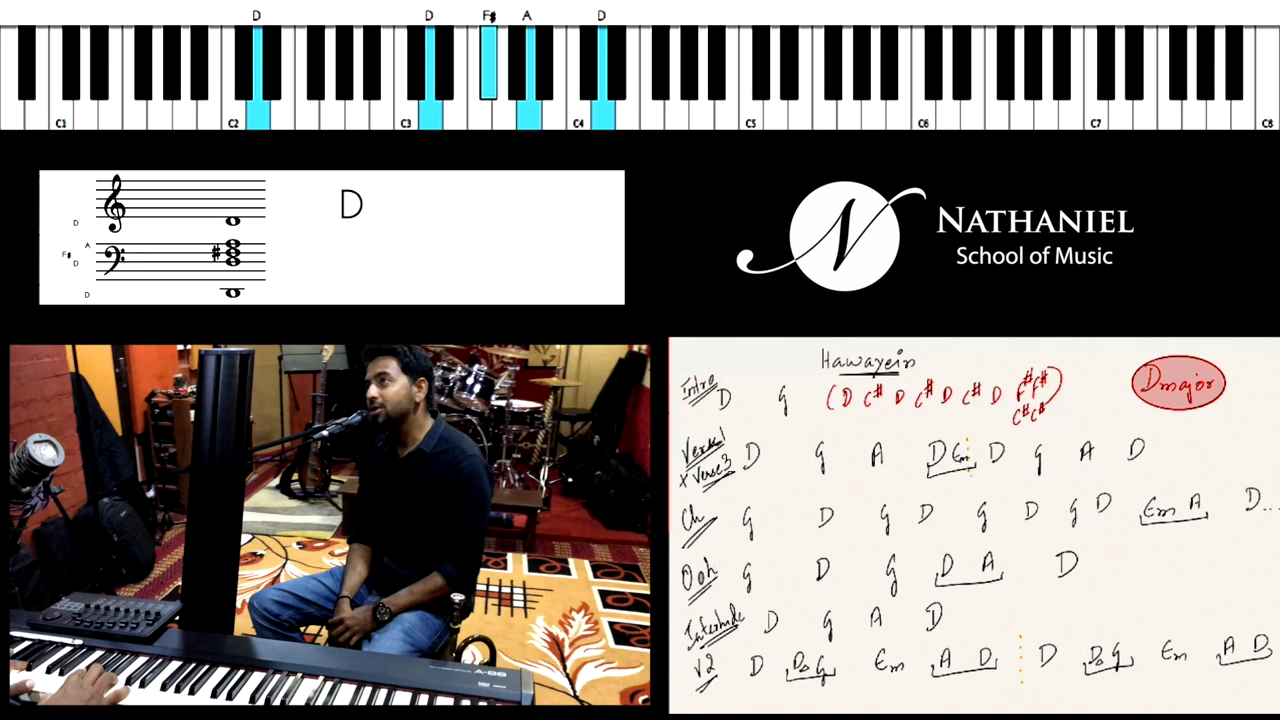 D D F# A D
C1 C2 C3 C4 C5 C6 C7 C8
D
D
A
F#
D
D
NATHANIEL
School of Music
Hawayein
Intro D G (D C# D C# D C# D F#F#) Dmajor
C#C#
Verse1 D G A D Em D G A D
x Verse3
Ch G D G D G D G D Em A D...
Ooh G D G D A D
Interlude D G A D
V2 D G Em A D D G Em A D
A-88